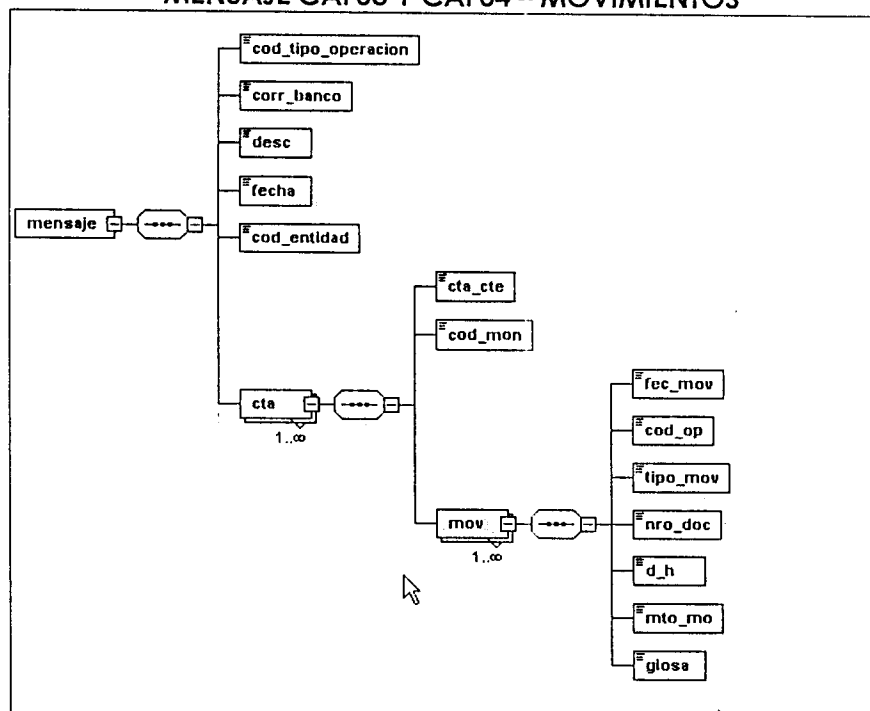 cod_tipo_operacion
corr_banco
desc
fecha
mensaje
cod_entidad
cta_cte
cod_mon
fec_mov
cta
cod_op
1..∞
tipo_mov
mov
nro_doc
1..∞
d_h
mto_mo
glosa